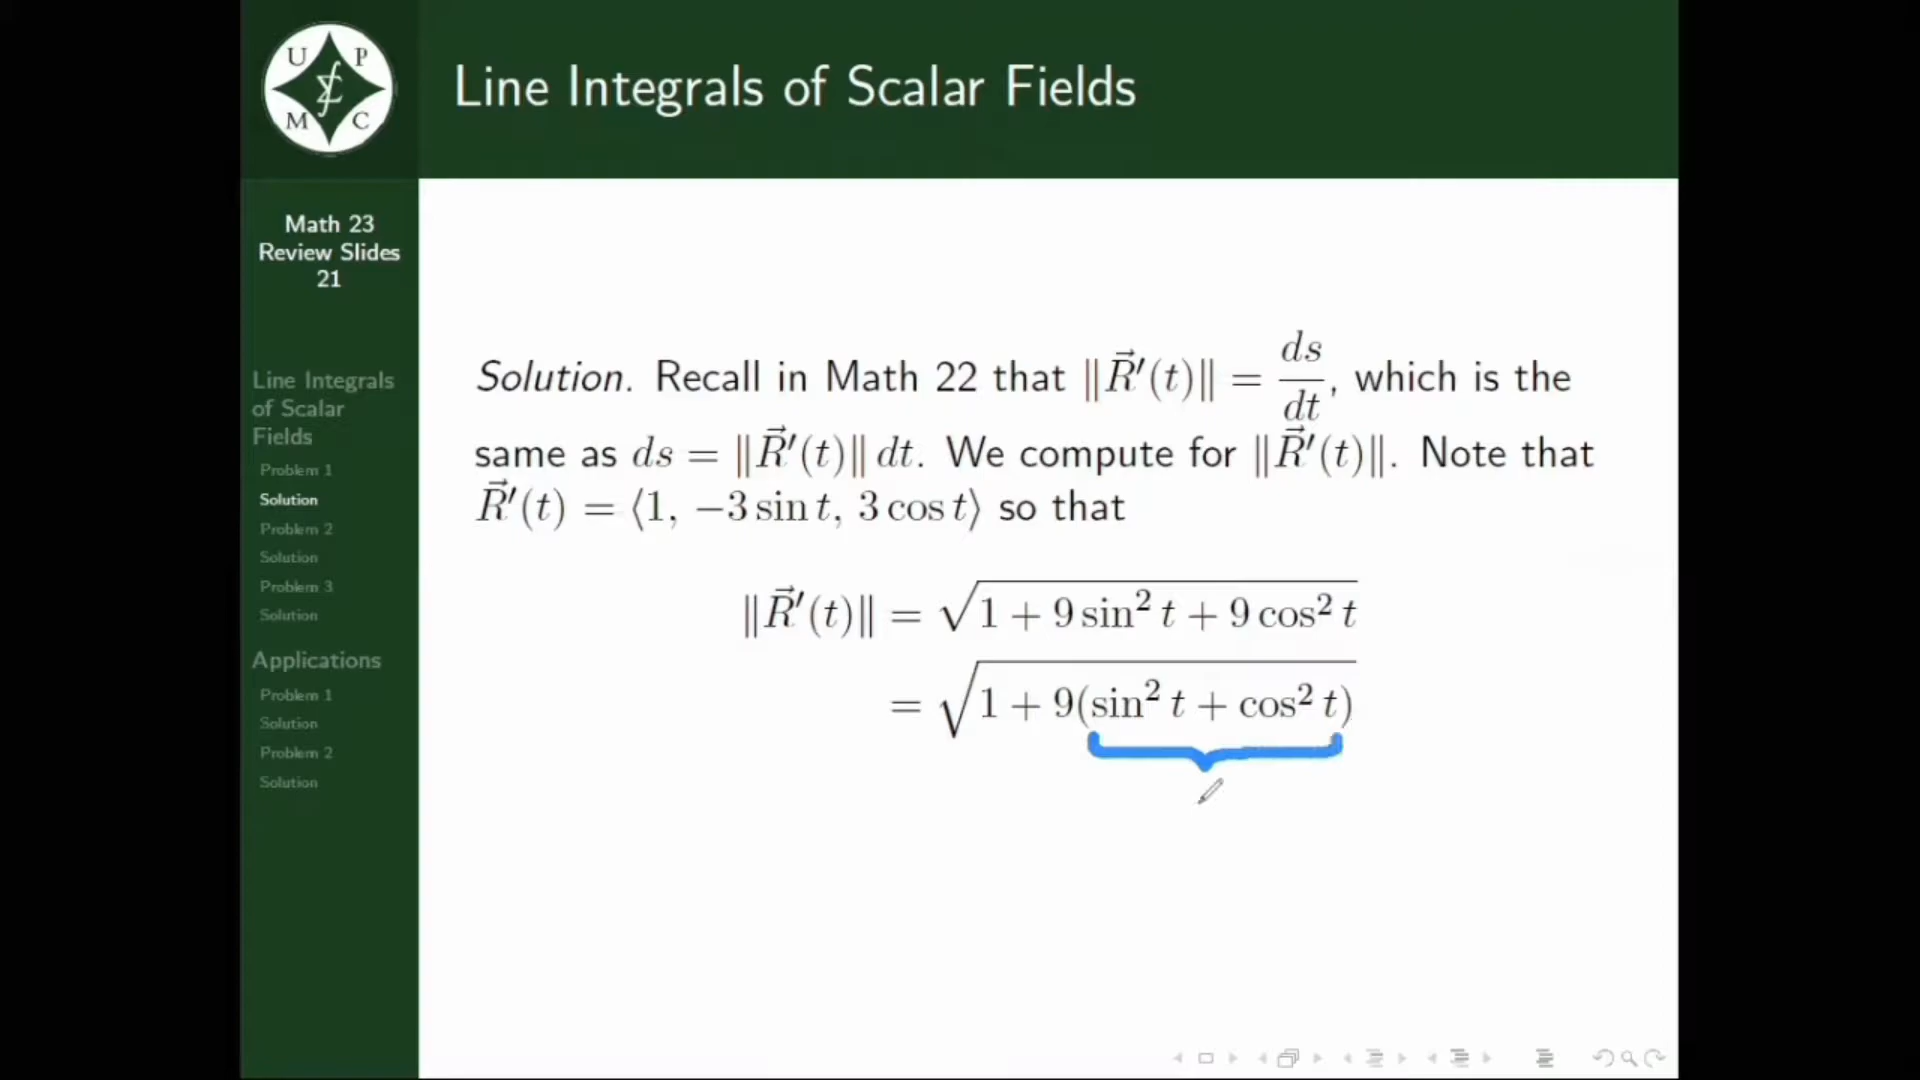 U P
M C
Line Integrals of Scalar Fields
Math 23
Review Slides
21
Line Integrals
of Scalar
Fields
Problem 1
Solution
Problem 2
Solution
Problem 3
Solution
Applications
Problem 1
Solution
Problem 2
Solution
Solution. Recall in Math 22 that ‖R⃗′(t)‖ = ds/dt, which is the
same as ds = ‖R⃗′(t)‖ dt. We compute for ‖R⃗′(t)‖. Note that
R⃗′(t) = ⟨1, −3 sin t, 3 cos t⟩ so that
‖R⃗′(t)‖ = √(1 + 9 sin² t + 9 cos² t)
= √(1 + 9(sin² t + cos² t))